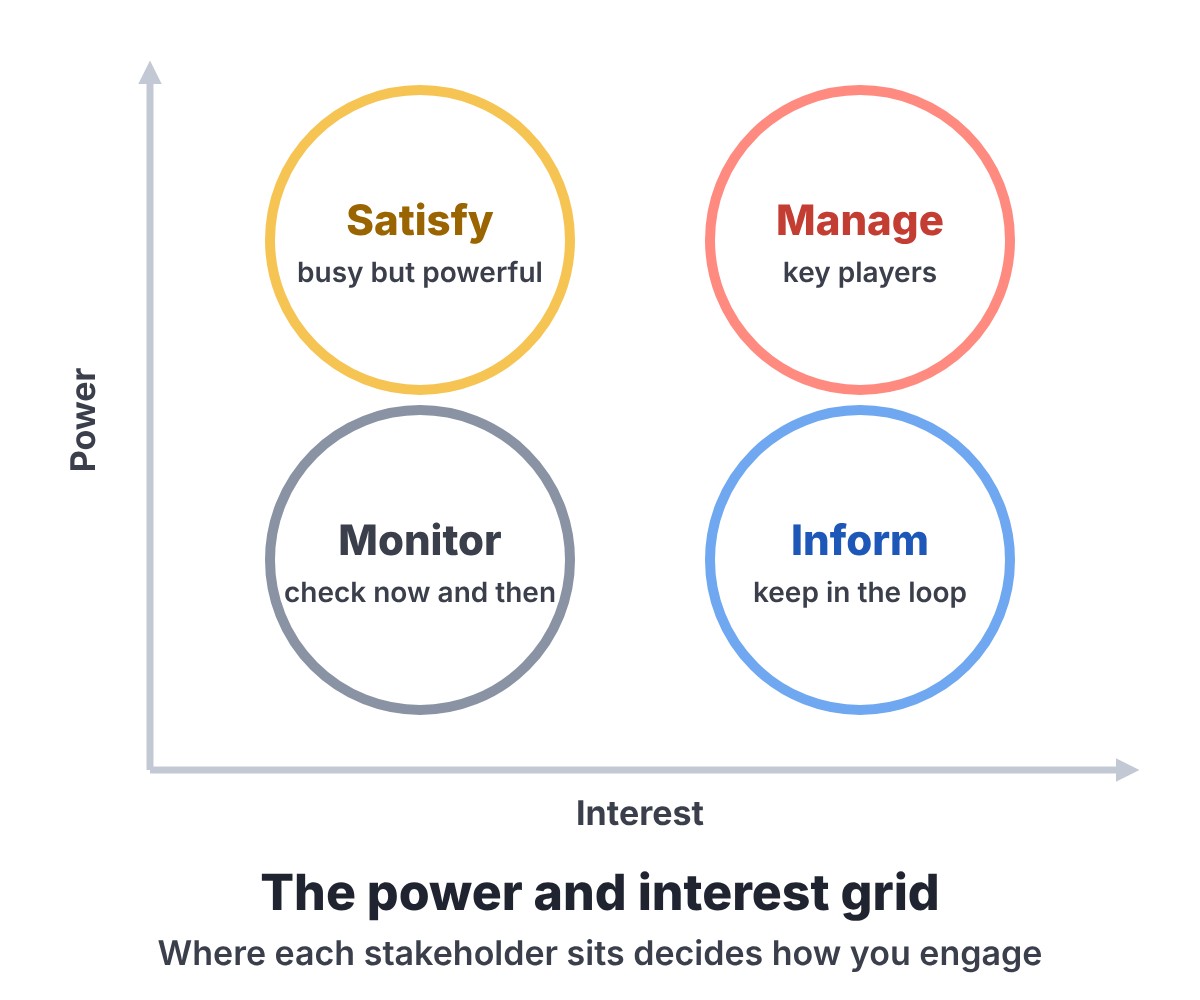 Satisfy
busy but powerful
Manage
key players
Power
Monitor
check now and then
Inform
keep in the loop
Interest
The power and interest grid
Where each stakeholder sits decides how you engage